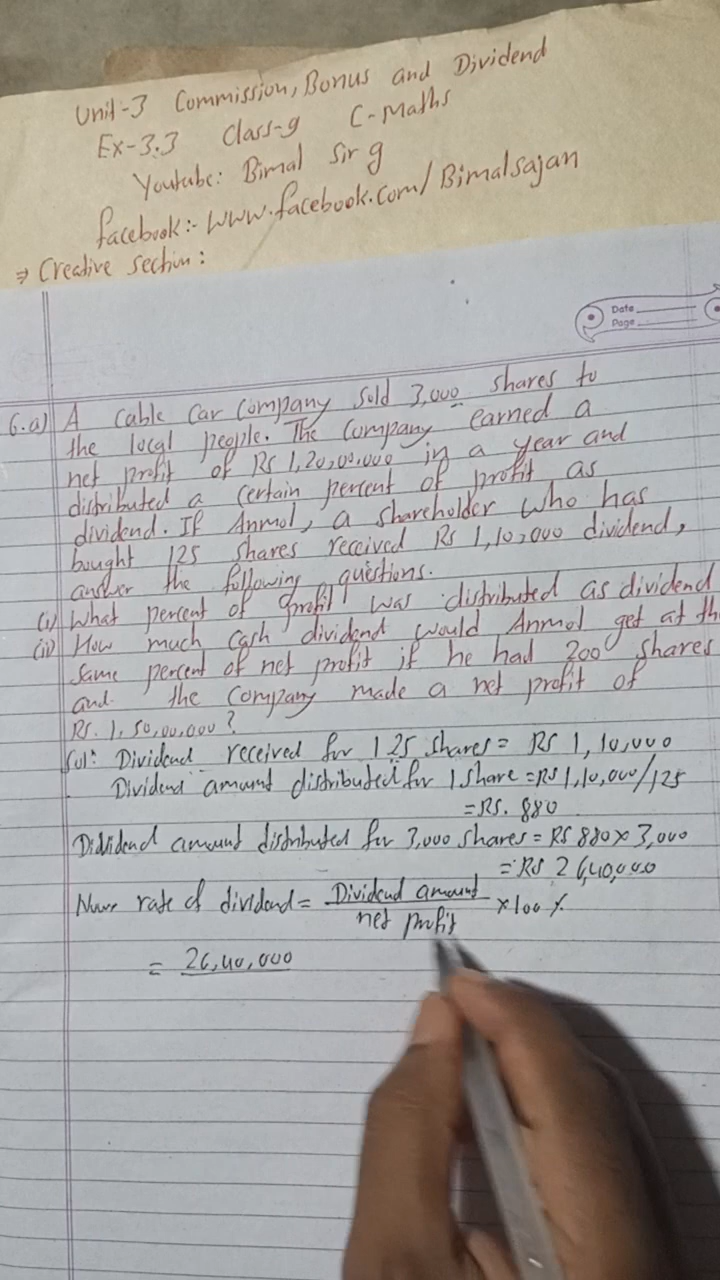 Unit-3 Commission, Bonus and Dividend
Ex-3.3 Class-9 C-Maths
Youtube: Bimal Sir g
facebook:- www.facebook.com/Bimalsajan
⇒ Creative section:
Date
Page
6.a) A cable car Company sold 3,000 shares to
the local people. The Company earned a
net profit of Rs 1,20,00,000 in a year and
distributed a certain percent of profit as
dividend. If Anmol, a shareholder who has
bought 125 shares received Rs 1,10,000 dividend,
answer the following questions.
(i) What percent of profit was distributed as dividend
(ii) How much cash dividend would Anmol get at the
same percent of net profit if he had 200 shares
and the company made a net profit of
Rs. 1,50,00,000?
Sol: Dividend received for 125 shares = Rs 1,10,000
Dividend amount distributed for 1 share = Rs 1,10,000/125
= Rs. 880
Dividend amount distributed for 3,000 shares = Rs 880 × 3,000
= Rs 26,40,000
Now rate of dividend = Dividend amount
net profit × 100 %
= 26,40,000